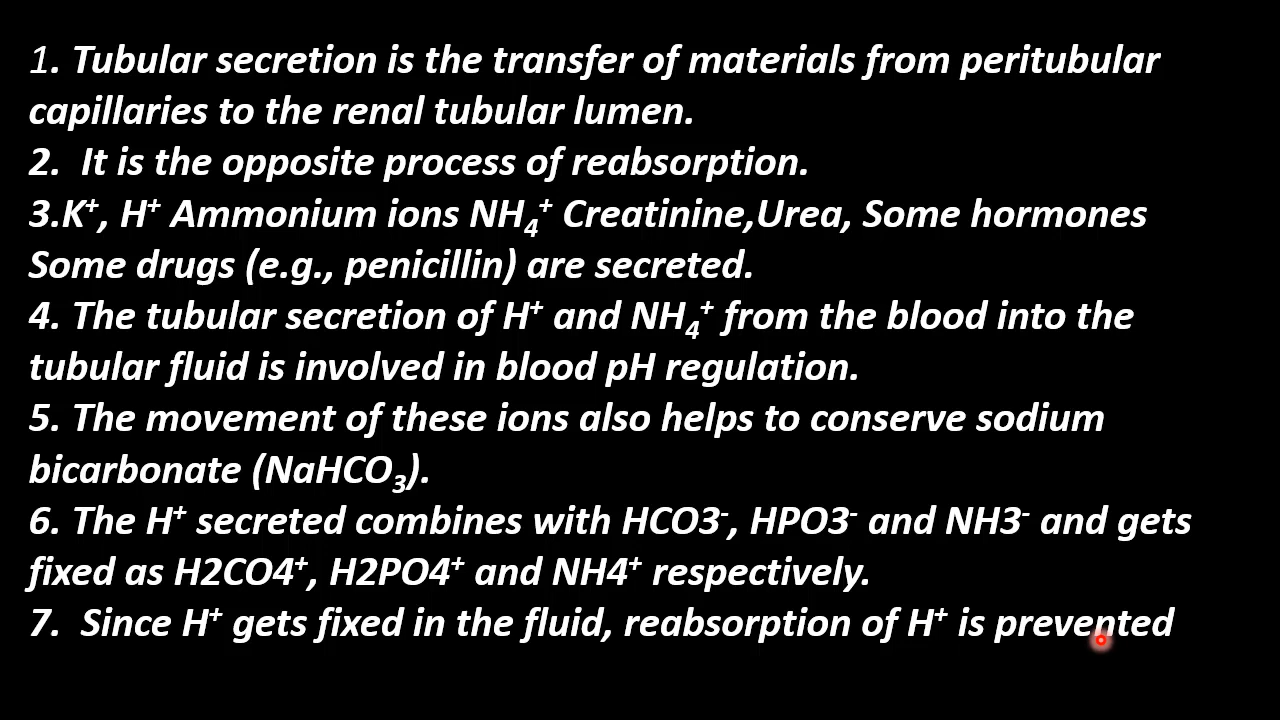 1. Tubular secretion is the transfer of materials from peritubular
capillaries to the renal tubular lumen.
2.  It is the opposite process of reabsorption.
3.K⁺, H⁺ Ammonium ions NH₄⁺ Creatinine,Urea, Some hormones
Some drugs (e.g., penicillin) are secreted.
4. The tubular secretion of H⁺ and NH₄⁺ from the blood into the
tubular fluid is involved in blood pH regulation.
5. The movement of these ions also helps to conserve sodium
bicarbonate (NaHCO₃).
6. The H⁺ secreted combines with HCO3⁻, HPO3⁻ and NH3⁻ and gets
fixed as H2CO4⁺, H2PO4⁺ and NH4⁺ respectively.
7.  Since H⁺ gets fixed in the fluid, reabsorption of H⁺ is prevented